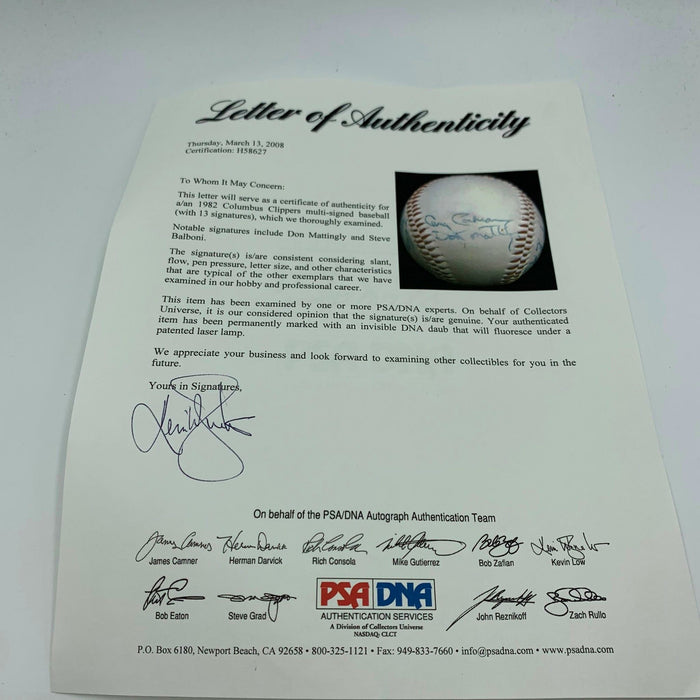 Letter of Authenticity
Thursday, March 13, 2008
Certification: H58627
To Whom It May Concern:
This letter will serve as a certificate of authenticity for
a/an 1982 Columbus Clippers multi-signed baseball
(with 13 signatures), which we thoroughly examined.
Notable signatures include Don Mattingly and Steve
Balboni.
The signature(s) is/are consistent considering slant,
flow, pen pressure, letter size, and other characteristics
that are typical of the other exemplars that we have
examined in our hobby and professional career.
This item has been examined by one or more PSA/DNA experts. On behalf of Collectors
Universe, it is our considered opinion that the signature(s) is/are genuine. Your authenticated
item has been permanently marked with an invisible DNA daub that will fluoresce under a
patented laser lamp.
We appreciate your business and look forward to examining other collectibles for you in the
future.
Yours in Signatures,
On behalf of the PSA/DNA Autograph Authentication Team
James Camner Herman Darvick Rich Consola Mike Gutierrez Bob Zafian Kevin Low
Bob Eaton Steve Grad John Reznikoff Zach Rullo
PSA DNA
AUTHENTICATION SERVICES
A Division of Collectors Universe
NASDAQ: CLCT
P.O. Box 6180, Newport Beach, CA 92658 • 800-325-1121 • Fax: 949-833-7660 • info@psadna.com • www.psadna.com